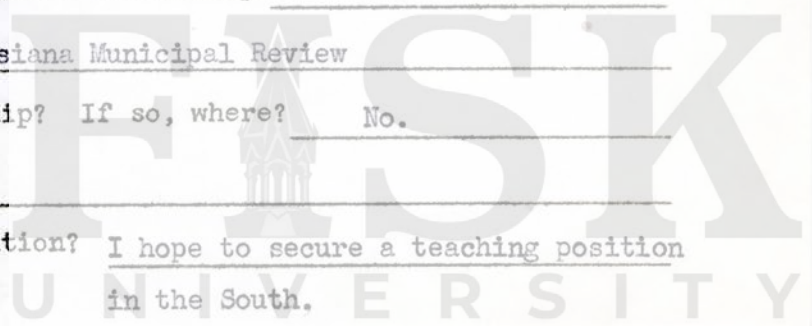 siana Municipal Review
ip? If so, where? No.
tion? I hope to secure a teaching position
in the South.
FISK
UNIVERSITY